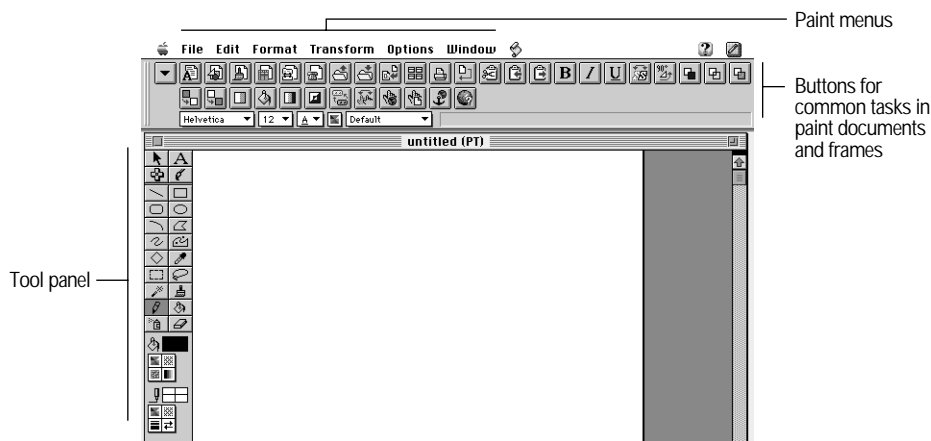 Paint menus
File Edit Format Transform Options Window
B I U
Buttons for
common tasks in
paint documents
and frames
Helvetica 12 A Default
untitled (PT)
A
Tool panel